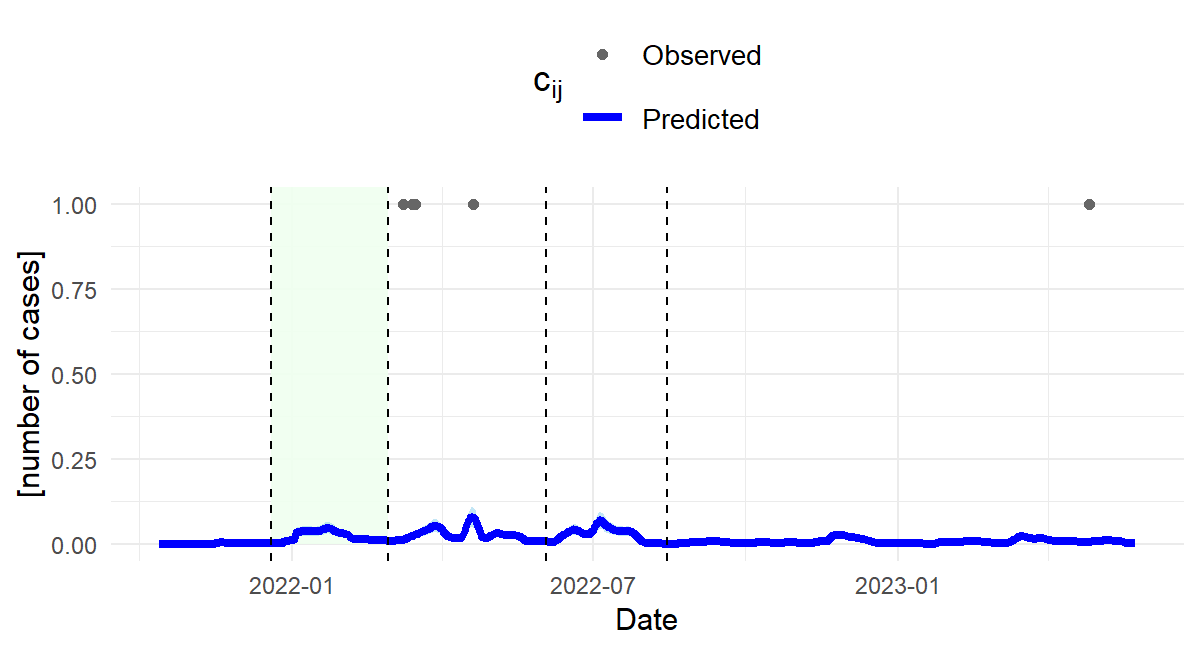 Observed
c_ij
Predicted
1.00
0.75
0.50
0.25
0.00
[number of cases]
2022-01
2022-07
2023-01
Date